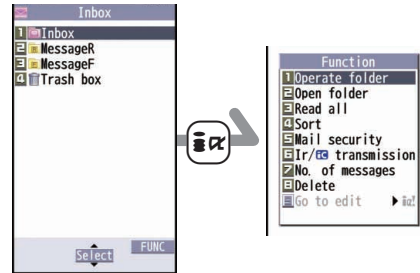 Inbox
1 Inbox
2 MessageR
3 MessageF
4 Trash box
Select
FUNC
Function
1 Operate folder
2 Open folder
3 Read all
4 Sort
5 Mail security
6 Ir/iC transmission
7 No. of messages
8 Delete
Go to edit